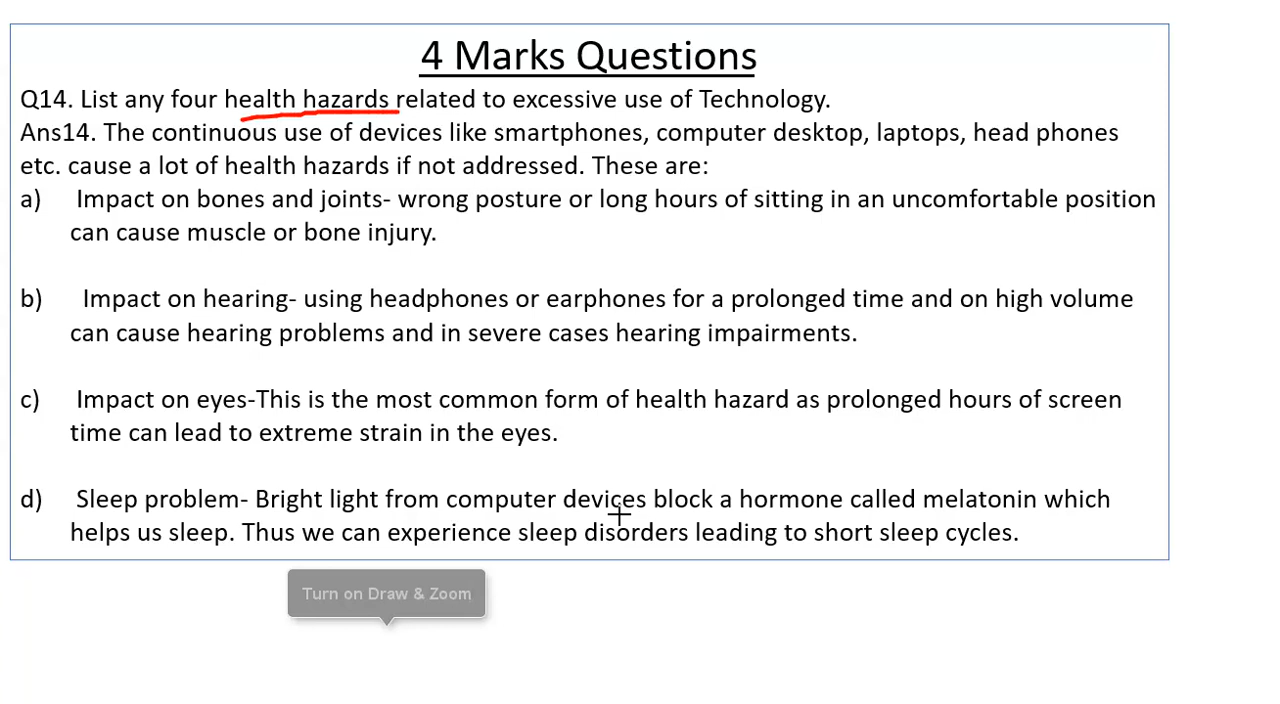 4 Marks Questions
Q14. List any four health hazards related to excessive use of Technology.
Ans14. The continuous use of devices like smartphones, computer desktop, laptops, head phones
etc. cause a lot of health hazards if not addressed. These are:
a) Impact on bones and joints- wrong posture or long hours of sitting in an uncomfortable position
can cause muscle or bone injury.
b) Impact on hearing- using headphones or earphones for a prolonged time and on high volume
can cause hearing problems and in severe cases hearing impairments.
c) Impact on eyes-This is the most common form of health hazard as prolonged hours of screen
time can lead to extreme strain in the eyes.
d) Sleep problem- Bright light from computer devices block a hormone called melatonin which
helps us sleep. Thus we can experience sleep disorders leading to short sleep cycles.
Turn on Draw & Zoom